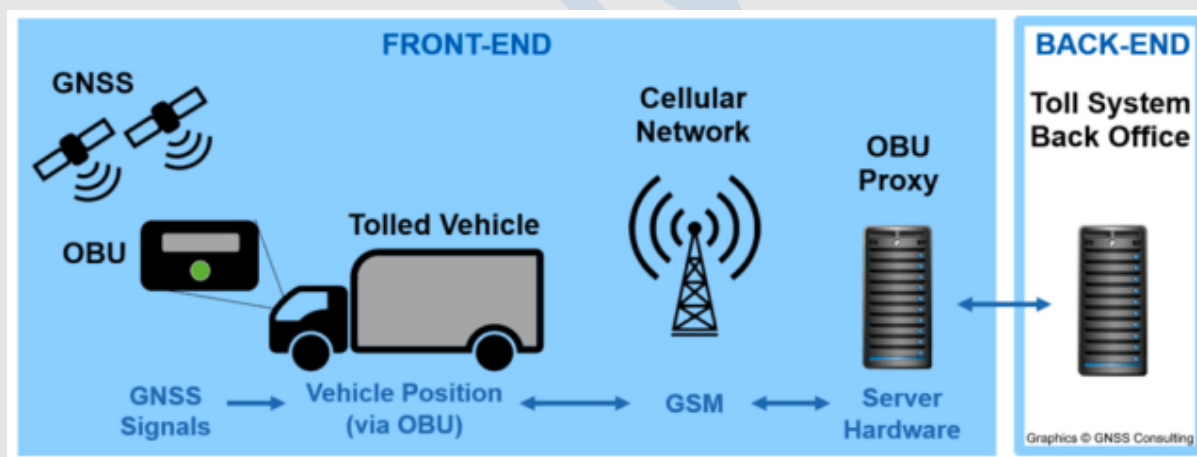 FRONT-END
BACK-END
GNSS
OBU
Tolled Vehicle
Cellular
Network
OBU
Proxy
Toll System
Back Office
GNSS
Signals
Vehicle Position
(via OBU)
GSM
Server
Hardware
Graphics © GNSS Consulting